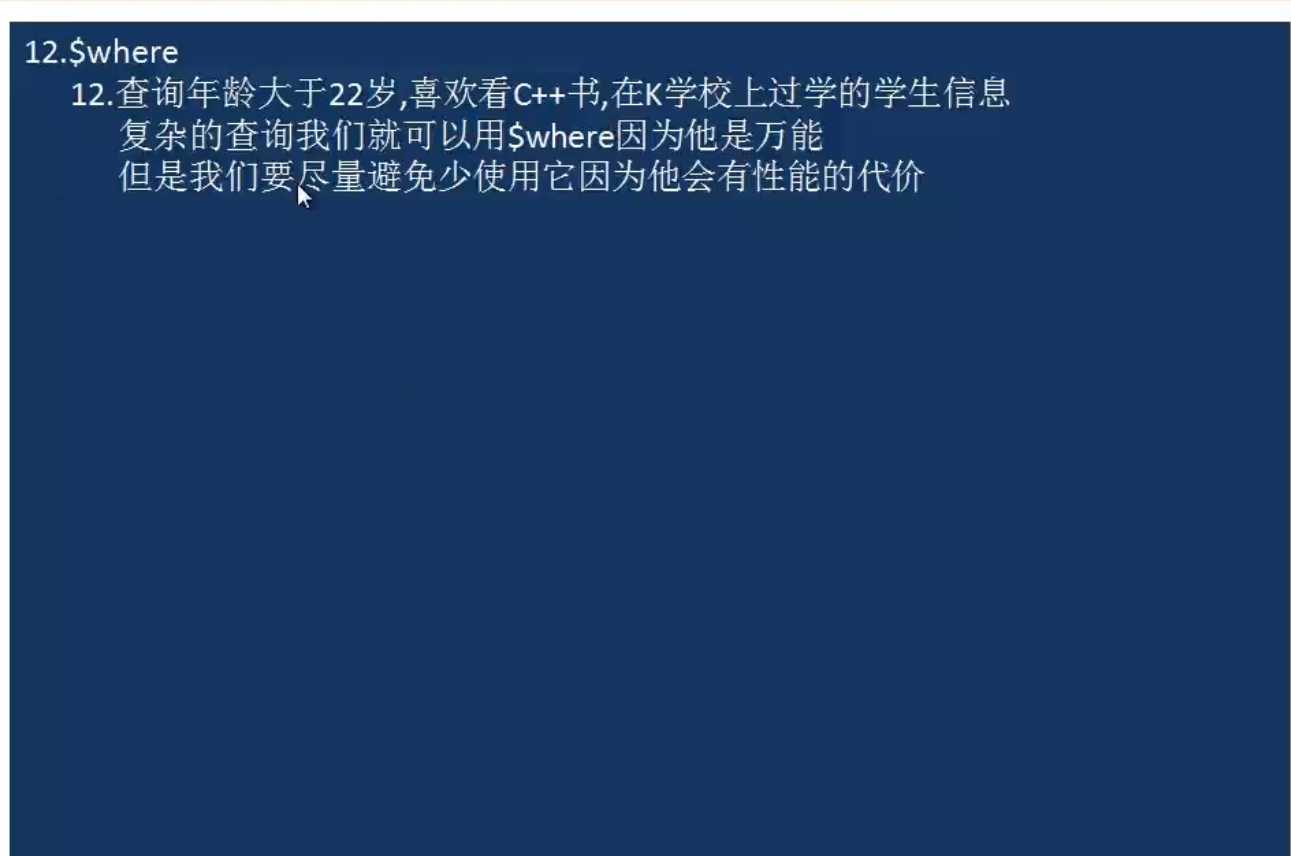 12.$where
12.查询年龄大于22岁,喜欢看C++书,在K学校上过学的学生信息
复杂的查询我们就可以用$where因为他是万能
但是我们要尽量避免少使用它因为他会有性能的代价